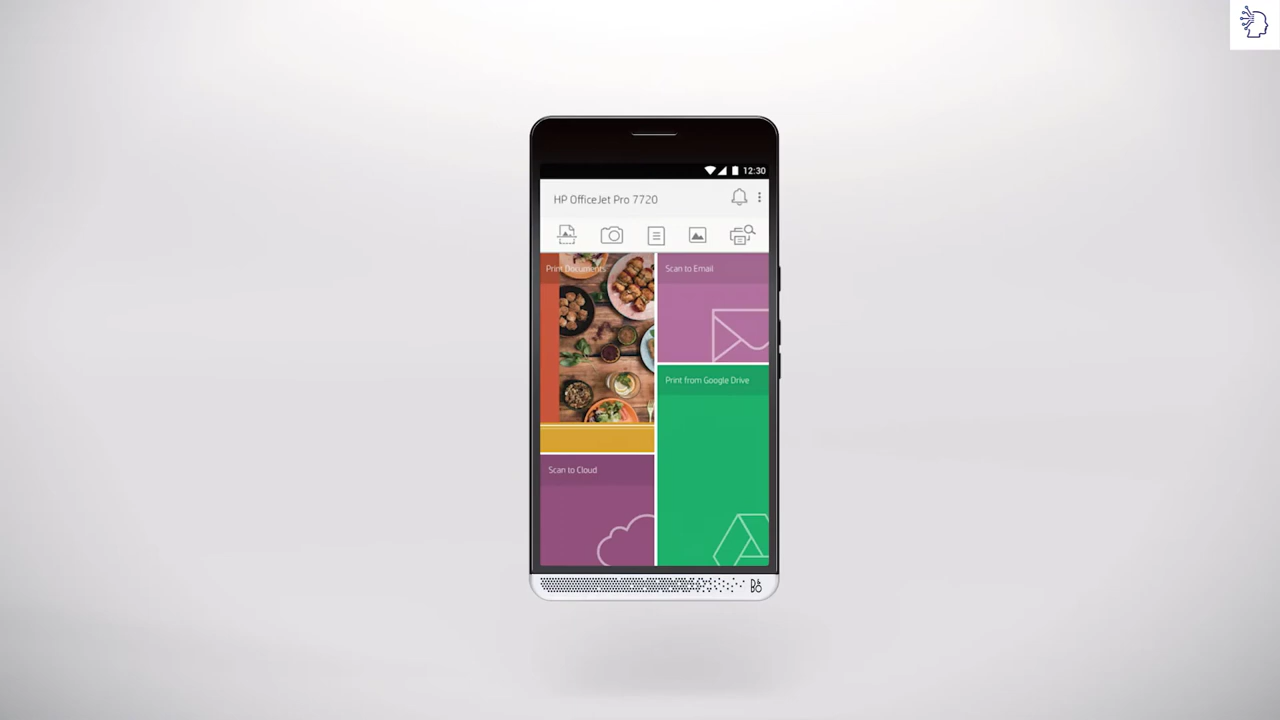 12:30
HP OfficeJet Pro 7720
Print Documents
Scan to Email
Print from Google Drive
Scan to Cloud
B&O